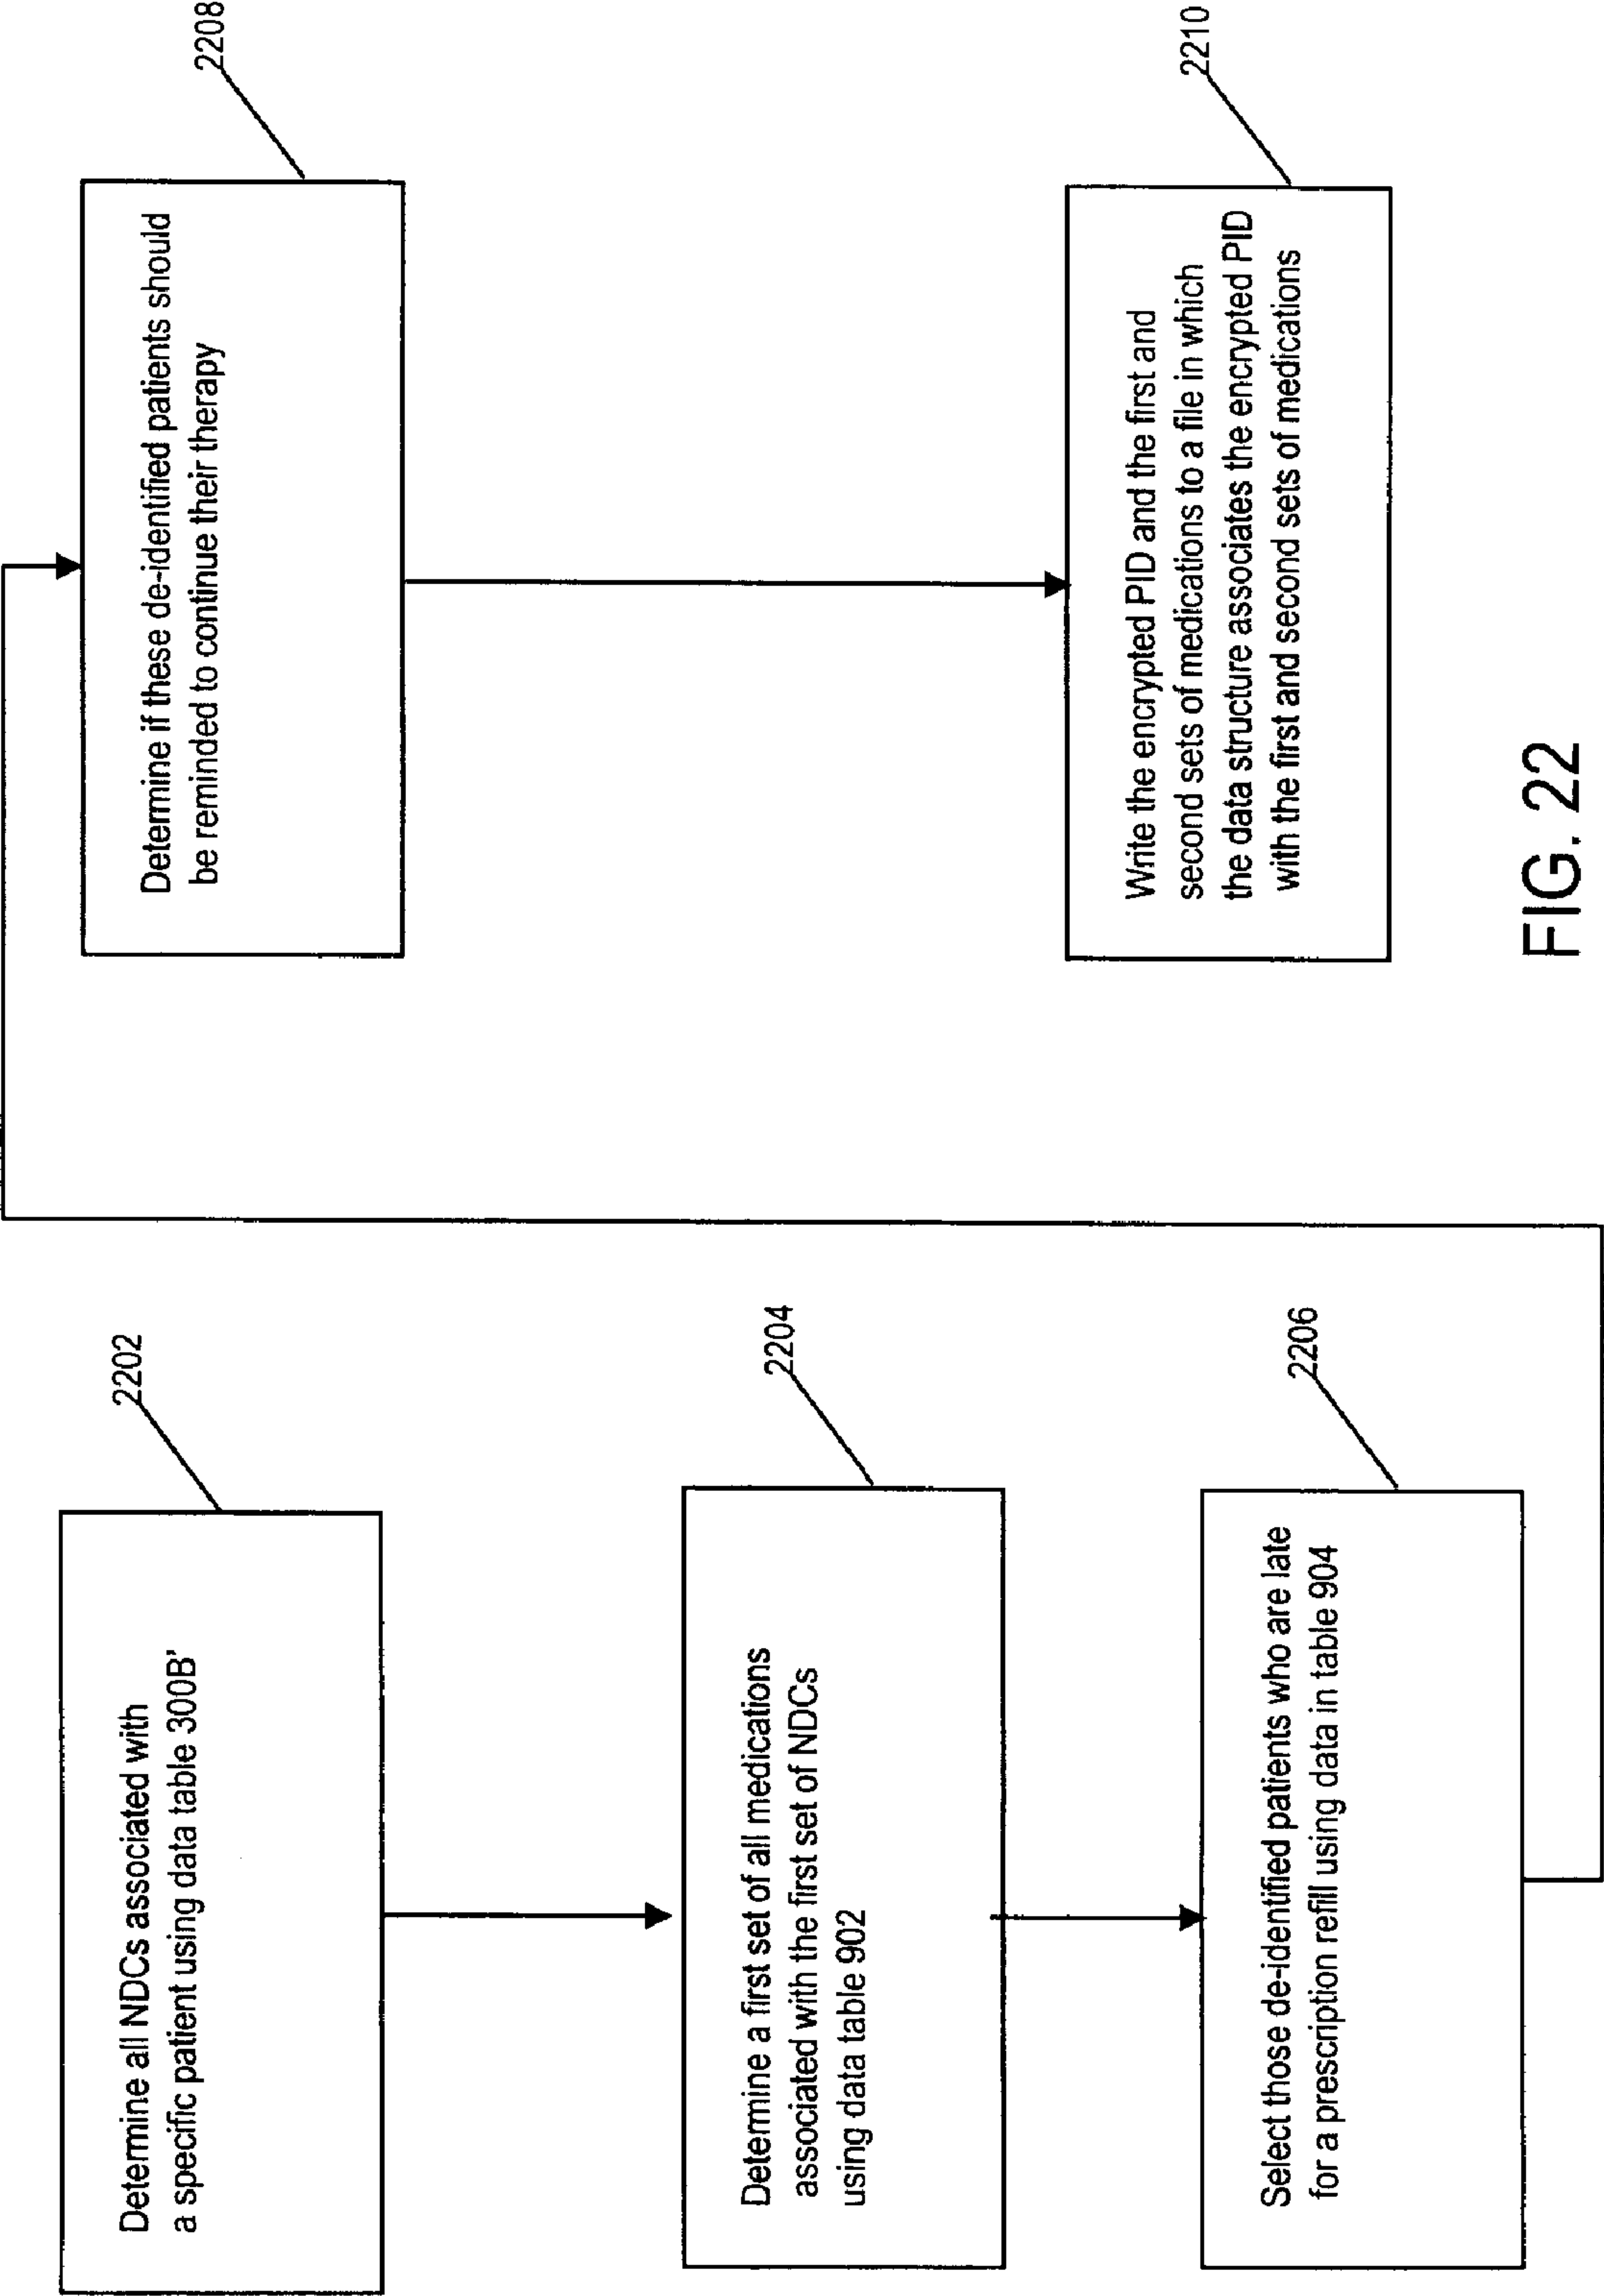 2202
Determine all NDCs associated with
a specific patient using data table 300B'
2204
Determine a first set of all medications
associated with the first set of NDCs
using data table 902
2206
Select those de-identified patients who are late
for a prescription refill using data in table 904
2208
Determine if these de-identified patients should
be reminded to continue their therapy
2210
Write the encrypted PID and the first and
second sets of medications to a file in which
the data structure associates the encrypted PID
with the first and second sets of medications
FIG. 22